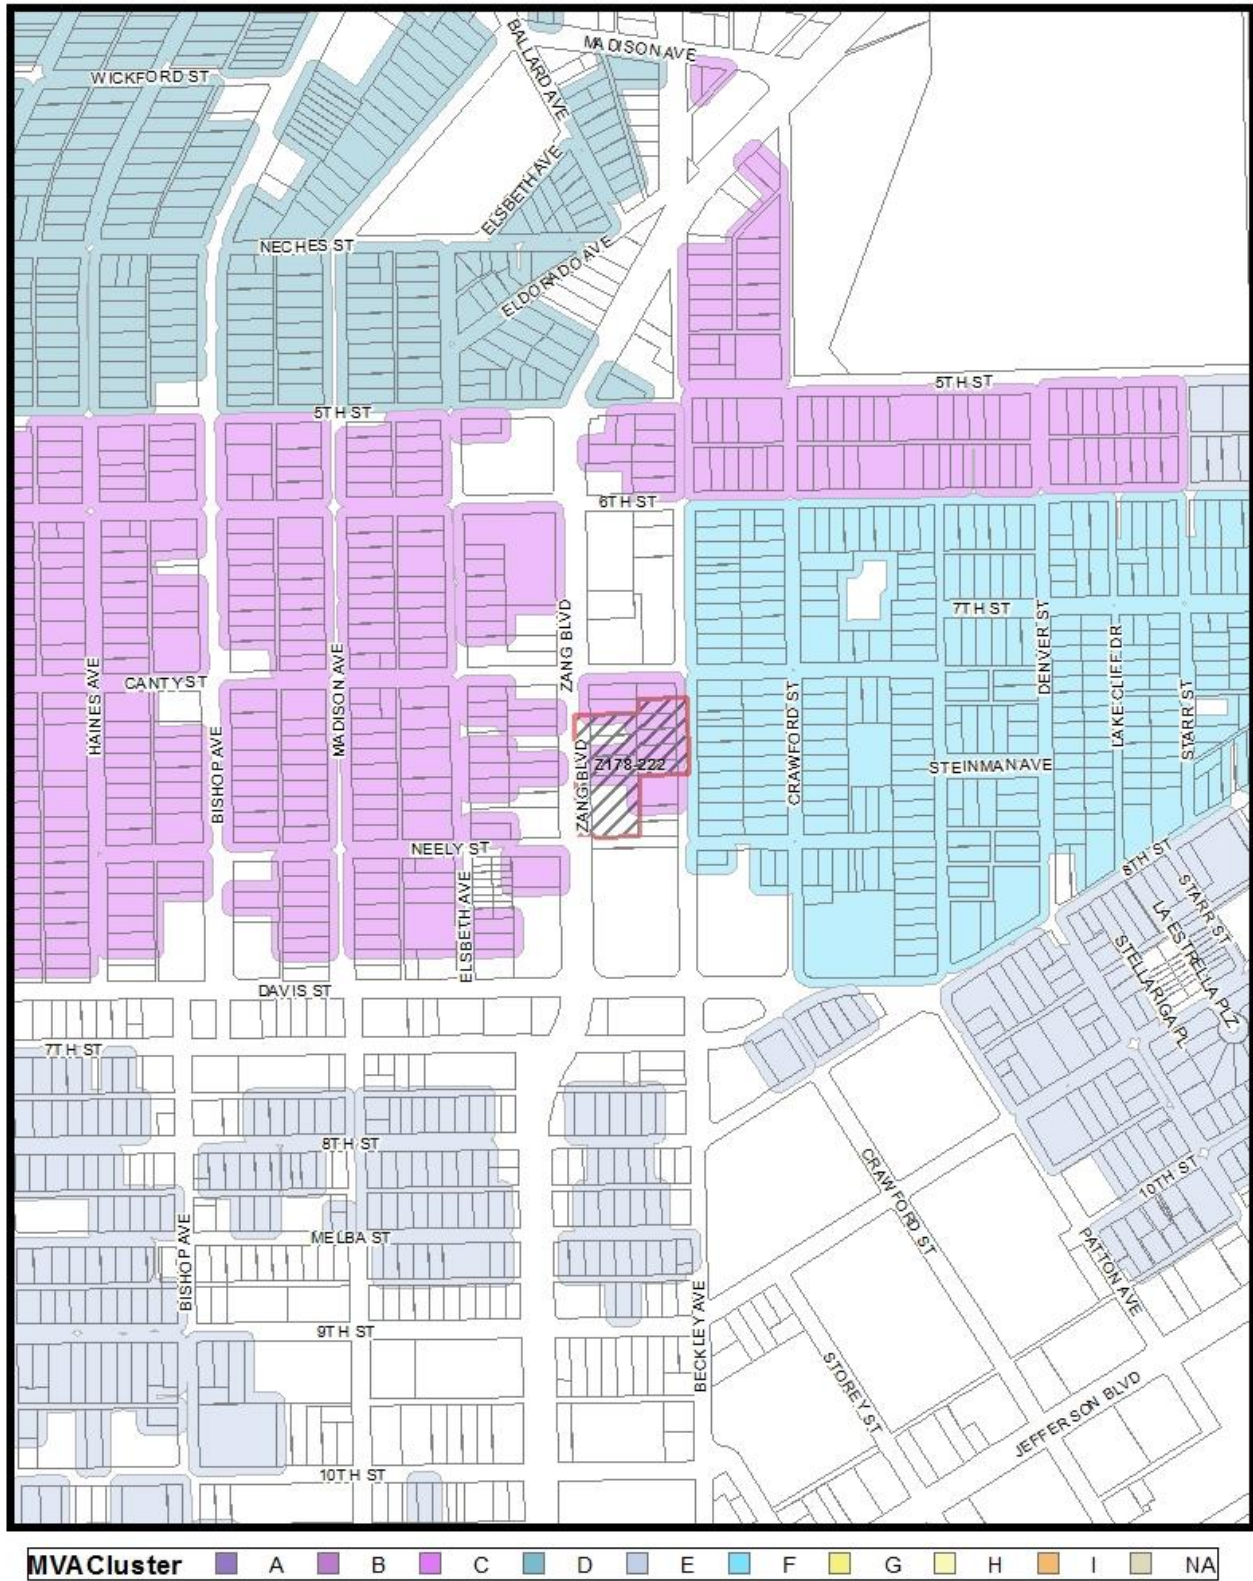 BALLARD AVE
MADISON AVE
WICKFORD ST
ELSBETH AVE
NECHES ST
ELDORADO AVE
5TH ST
5TH ST
6TH ST
7TH ST
ZANG BLVD
DENVER ST
LAKE CLIFF DR
HAINES AVE
MADISON AVE
CANTY ST
CRAWFORD ST
STARR ST
BISHOP AVE
ZANG BLVD
Z178-222
STEINMAN AVE
NEELY ST
8TH ST
ELSBETH AVE
STARR ST
LA ESTRELLA PLZ
STELLARIGA PL
DAVIS ST
7TH ST
8TH ST
10TH ST
CRAWFORD ST
MELBA ST
BISHOP AVE
PATTON AVE
BECKLEY AVE
9TH ST
STOREY ST
JEFFERSON BLVD
10TH ST
MVACluster A B C D E F G H I NA